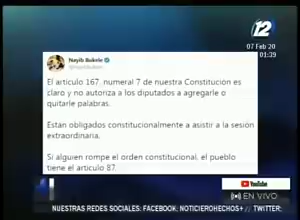 12
07 Feb 20
01:29
Nayib Bukele
@nayibbukele
El artículo 167, numeral 7 de nuestra Constitución es
claro y no autoriza a los diputados a agregarle o
quitarle palabras.
Están obligados constitucionalmente a asistir a la sesión
extraordinaria.
Si alguien rompe el orden constitucional, el pueblo
tiene el artículo 87.
YouTube
EN VIVO
NUESTRAS REDES SOCIALES: FACEBOOK: NOTICIEROHECHOS+ // TWITTER: